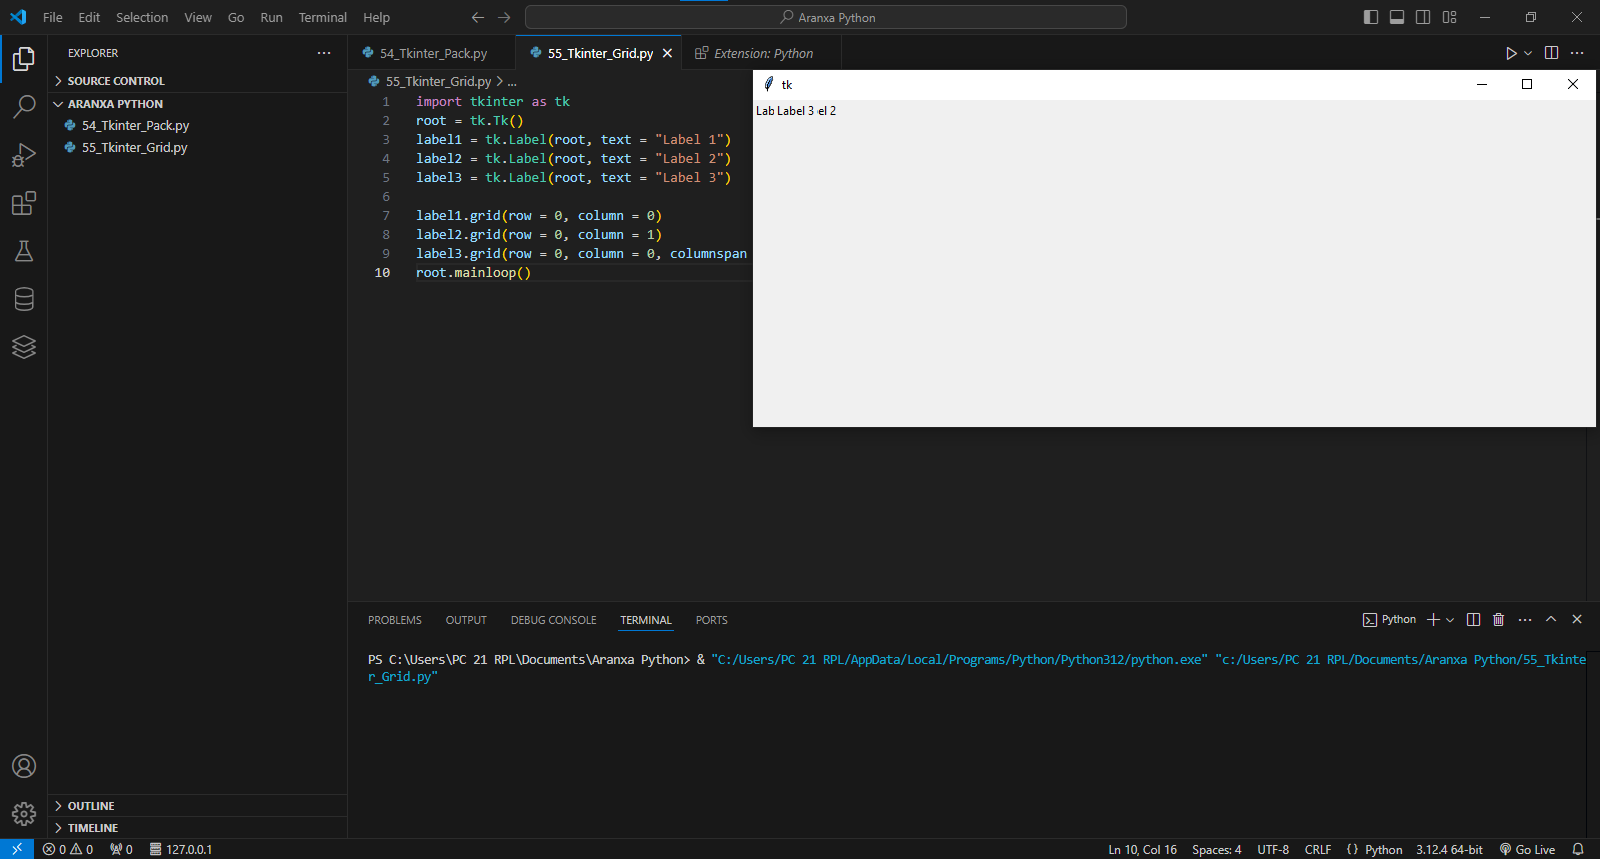 File Edit Selection View Go Run Terminal Help
Aranxa Python
EXPLORER
54_Tkinter_Pack.py
55_Tkinter_Grid.py
Extension: Python
SOURCE CONTROL
ARANXA PYTHON
54_Tkinter_Pack.py
55_Tkinter_Grid.py
55_Tkinter_Grid.py > ...
1 import tkinter as tk
2 root = tk.Tk()
3 label1 = tk.Label(root, text = "Label 1")
4 label2 = tk.Label(root, text = "Label 2")
5 label3 = tk.Label(root, text = "Label 3")
6
7 label1.grid(row = 0, column = 0)
8 label2.grid(row = 0, column = 1)
9 label3.grid(row = 0, column = 0, columnspan
10 root.mainloop()
tk
Lab Label 3 el 2
PROBLEMS OUTPUT DEBUG CONSOLE TERMINAL PORTS
Python
PS C:\Users\PC 21 RPL\Documents\Aranxa Python> & "C:/Users/PC 21 RPL/AppData/Local/Programs/Python/Python312/python.exe" "c:/Users/PC 21 RPL/Documents/Aranxa Python/55_Tkinte
r_Grid.py"
OUTLINE
TIMELINE
0 0 0 127.0.0.1
Ln 10, Col 16 Spaces: 4 UTF-8 CRLF {} Python 3.12.4 64-bit Go Live